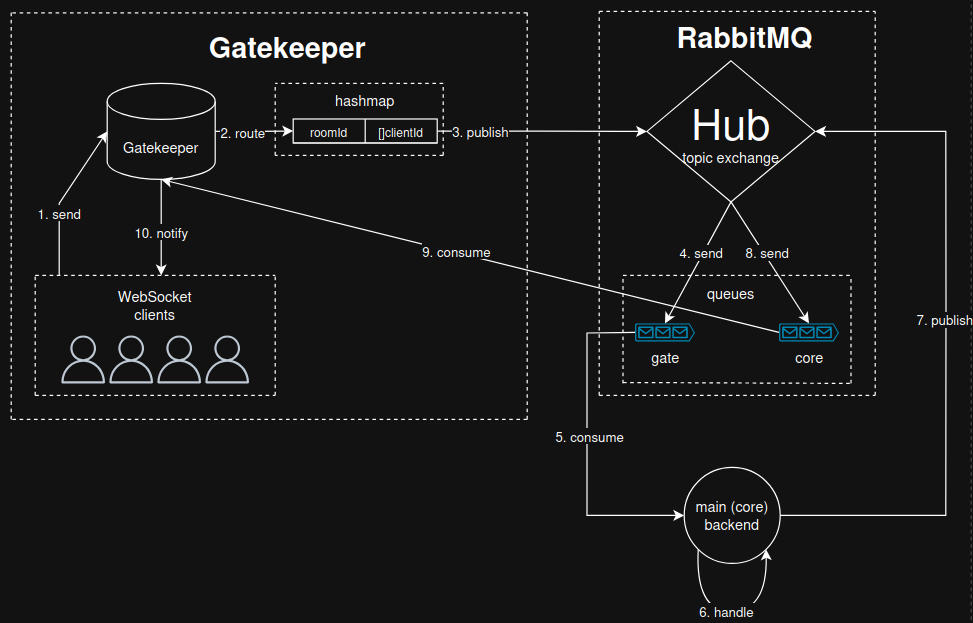 Gatekeeper
RabbitMQ
hashmap
roomId
[]clientId
Gatekeeper
2. route
3. publish
Hub
topic exchange
1. send
10. notify
9. consume
4. send
8. send
WebSocket
clients
queues
gate
core
7. publish
5. consume
main (core)
backend
6. handle